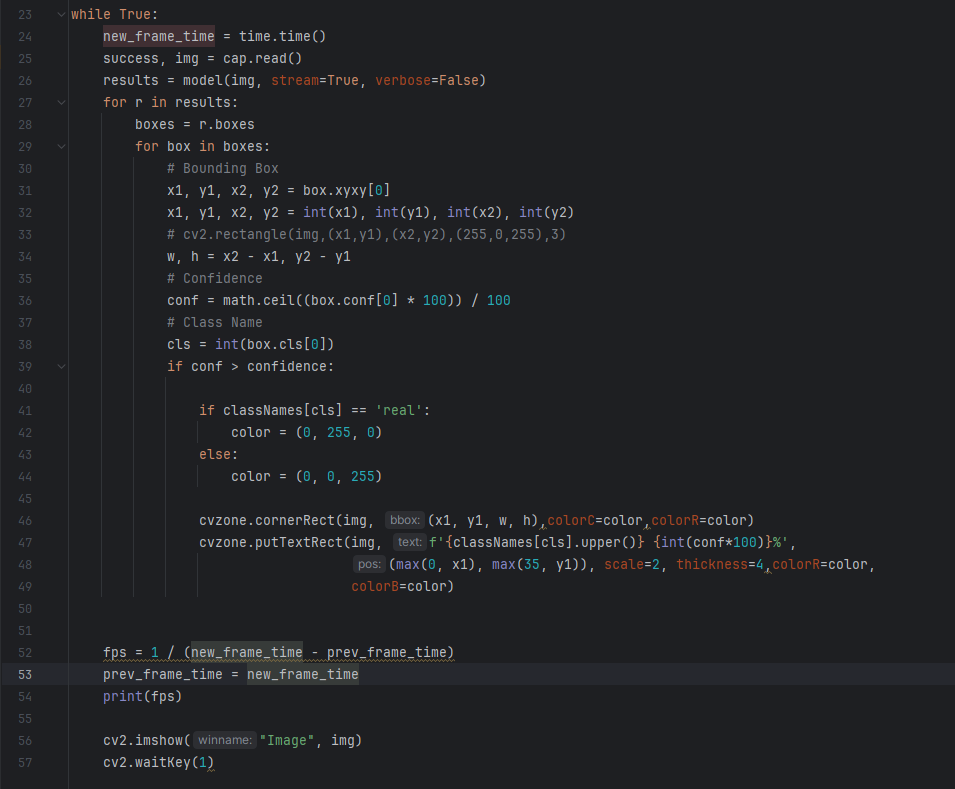 23 while True:
24 new_frame_time = time.time()
25 success, img = cap.read()
26 results = model(img, stream=True, verbose=False)
27 for r in results:
28 boxes = r.boxes
29 for box in boxes:
30 # Bounding Box
31 x1, y1, x2, y2 = box.xyxy[0]
32 x1, y1, x2, y2 = int(x1), int(y1), int(x2), int(y2)
33 # cv2.rectangle(img,(x1,y1),(x2,y2),(255,0,255),3)
34 w, h = x2 - x1, y2 - y1
35 # Confidence
36 conf = math.ceil((box.conf[0] * 100)) / 100
37 # Class Name
38 cls = int(box.cls[0])
39 if conf > confidence:
40
41 if classNames[cls] == 'real':
42 color = (0, 255, 0)
43 else:
44 color = (0, 0, 255)
45
46 cvzone.cornerRect(img, bbox: (x1, y1, w, h),colorC=color,colorR=color)
47 cvzone.putTextRect(img, text: f'{classNames[cls].upper()} {int(conf*100)}%',
48 pos: (max(0, x1), max(35, y1)), scale=2, thickness=4,colorR=color,
49 colorB=color)
50
51
52 fps = 1 / (new_frame_time - prev_frame_time)
53 prev_frame_time = new_frame_time
54 print(fps)
55
56 cv2.imshow( winname: "Image", img)
57 cv2.waitKey(1)